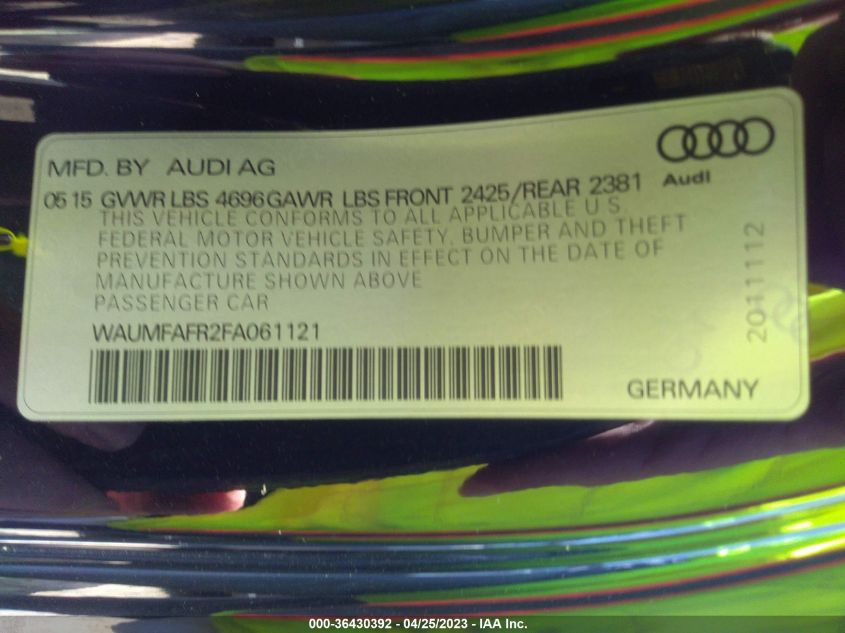 MFD. BY AUDI AG
05 15 GVWR LBS 4696 GAWR LBS FRONT 2425/REAR 2381
Audi
THIS VEHICLE CONFORMS TO ALL APPLICABLE U S
FEDERAL MOTOR VEHICLE SAFETY, BUMPER AND THEFT
PREVENTION STANDARDS IN EFFECT ON THE DATE OF
MANUFACTURE SHOWN ABOVE
PASSENGER CAR
WAUMFAFR2FA061121
2041112
GERMANY
000-36430392 - 04/25/2023 - IAA Inc.